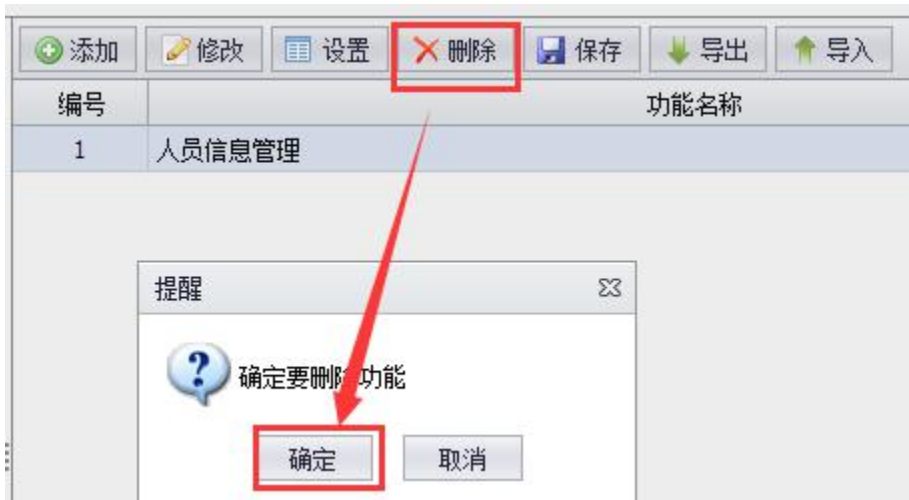 添加 修改 设置 删除 保存 导出 导入
编号 功能名称
1 人员信息管理
提醒
确定要删除功能
确定 取消